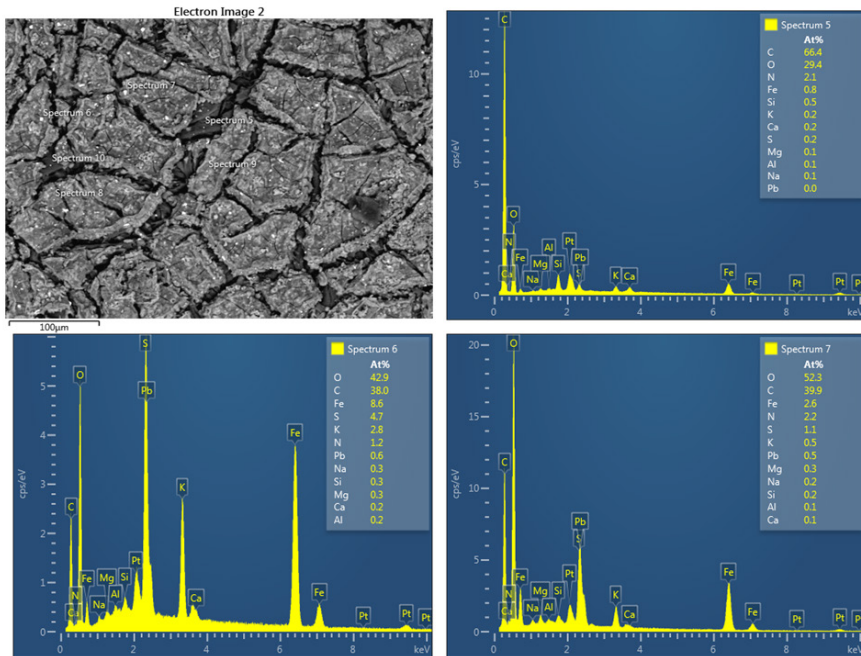 Electron Image 2
Spectrum 7
Spectrum 6
Spectrum 5
Spectrum 10
Spectrum 9
Spectrum 8
100µm
Spectrum 5
At%
C 66.4
O 29.4
N 2.1
Fe 0.8
Si 0.5
K 0.2
Ca 0.2
S 0.2
Mg 0.1
Al 0.1
Na 0.1
Pb 0.0
cps/eV
10
5
0
C
O
N
Ca
Fe
Na
Mg
Al
Si
Pt
Pb
S
K
Ca
Fe
Fe
Pt
Pt
0 2 4 6 8 keV
Spectrum 6
At%
O 42.9
C 38.0
Fe 8.6
S 4.7
K 2.8
N 1.2
Pb 0.6
Na 0.3
Si 0.3
Mg 0.3
Ca 0.2
Al 0.2
cps/eV
5
4
3
2
1
0
S
O
Pb
Fe
K
C
N
Ca
Fe
Na
Mg
Al
Si
Pt
Ca
Fe
Pt
Pt
Pt
0 2 4 6 8 keV
Spectrum 7
At%
O 52.3
C 39.9
Fe 2.6
N 2.2
S 1.1
K 0.5
Pb 0.5
Mg 0.3
Na 0.2
Si 0.2
Al 0.1
Ca 0.1
cps/eV
20
15
10
5
0
O
C
N
Ca
Fe
Na
Mg
Al
Si
Pt
Pb
S
K
Ca
Fe
Fe
Pt
Pt
0 2 4 6 8 keV